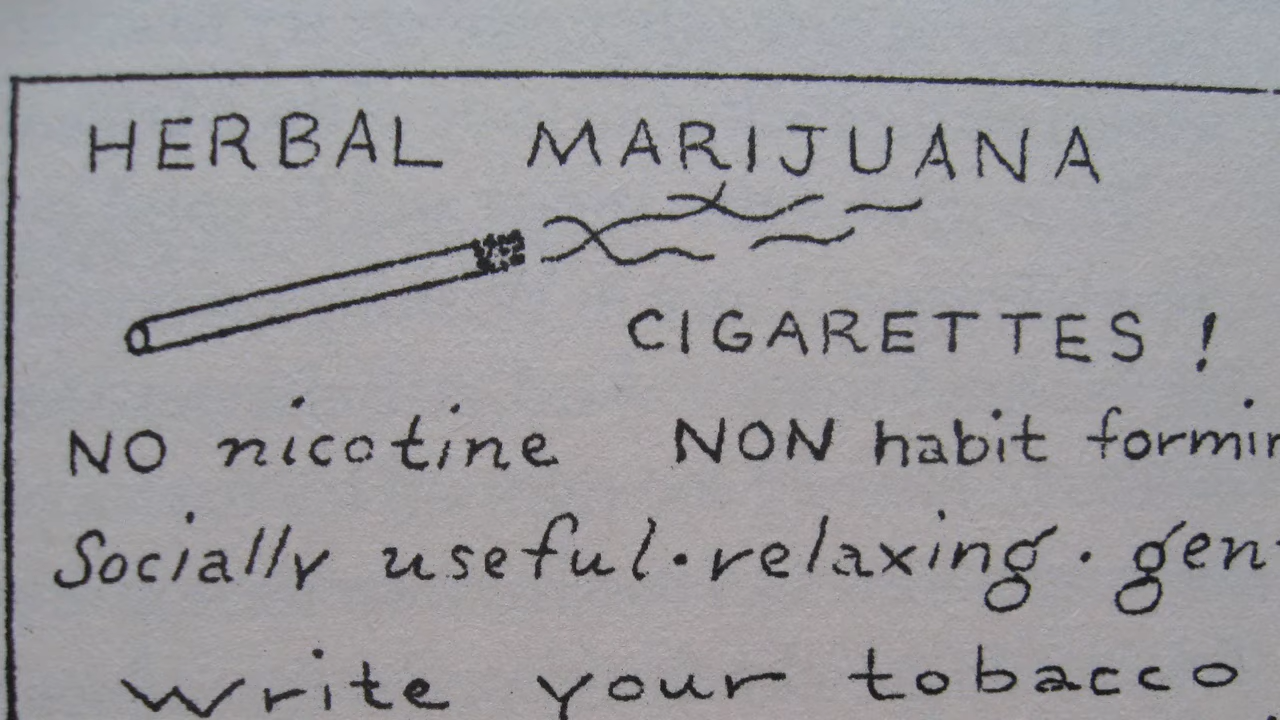 HERBAL MARIJUANA
CIGARETTES !
NO nicotine NON habit
Socially useful · relaxing ·
Write your tobacco